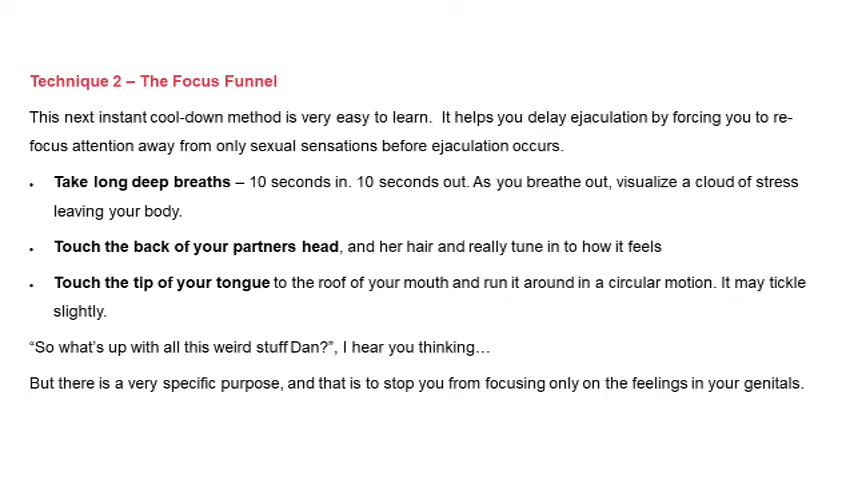 Technique 2 – The Focus Funnel
This next instant cool-down method is very easy to learn.  It helps you delay ejaculation by forcing you to re-
focus attention away from only sexual sensations before ejaculation occurs.
• Take long deep breaths – 10 seconds in. 10 seconds out. As you breathe out, visualize a cloud of stress
leaving your body.
• Touch the back of your partners head, and her hair and really tune in to how it feels
• Touch the tip of your tongue to the roof of your mouth and run it around in a circular motion. It may tickle
slightly.
“So what’s up with all this weird stuff Dan?”, I hear you thinking…
But there is a very specific purpose, and that is to stop you from focusing only on the feelings in your genitals.